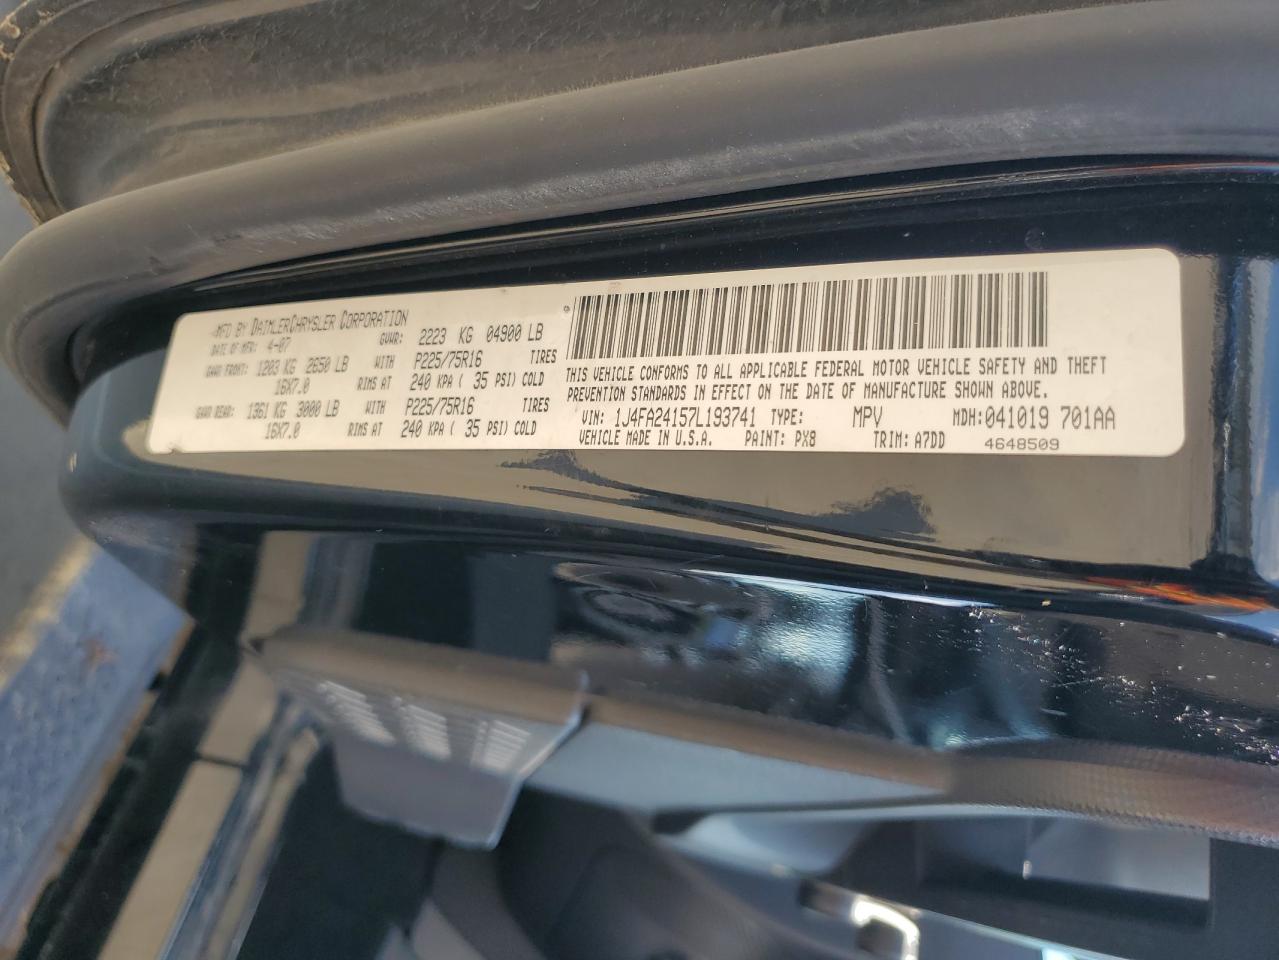 MFD BY DAIMLERCHRYSLER CORPORATION
DATE OF MFR: 4-07 GVWR: 2223 KG 04900 LB
GAWR FRONT: 1203 KG 2650 LB WITH P225/75R16 TIRES
16X7.0 RIMS AT 240 KPA ( 35 PSI) COLD
GAWR REAR: 1361 KG 3000 LB WITH P225/75R16 TIRES
16X7.0 RIMS AT 240 KPA ( 35 PSI) COLD
THIS VEHICLE CONFORMS TO ALL APPLICABLE FEDERAL MOTOR VEHICLE SAFETY AND THEFT
PREVENTION STANDARDS IN EFFECT ON THE DATE OF MANUFACTURE SHOWN ABOVE.
VIN: 1J4FA24157L193741 TYPE: MPV MDH:041019 701AA
VEHICLE MADE IN U.S.A. PAINT: PX8 TRIM: A7DD 4648509